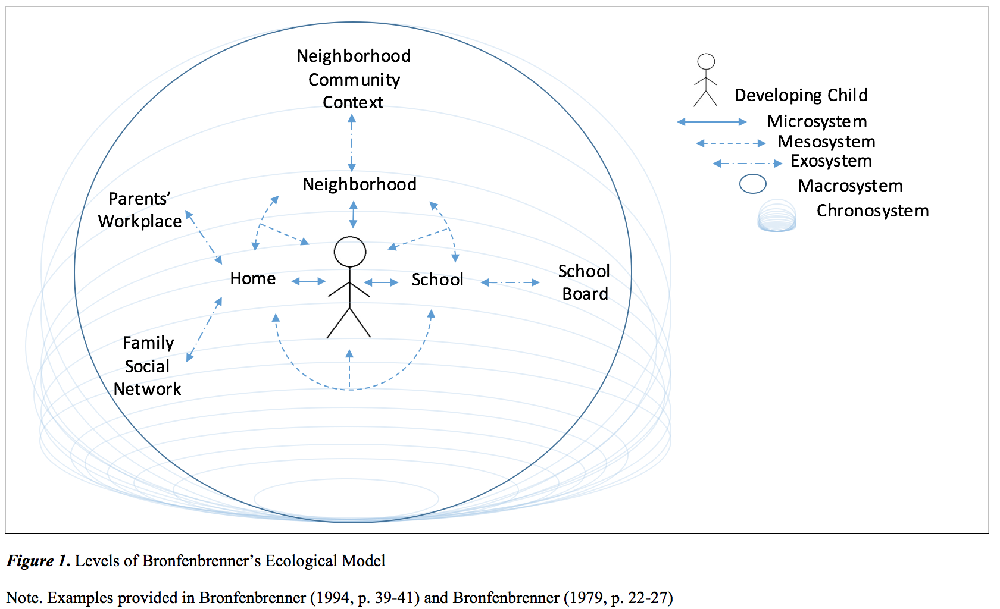 Neighborhood
Community
Context
Neighborhood
Parents’
Workplace
Home
School
School
Board
Family
Social
Network
Developing Child
Microsystem
Mesosystem
Exosystem
Macrosystem
Chronosystem
Figure 1. Levels of Bronfenbrenner’s Ecological Model
Note. Examples provided in Bronfenbrenner (1994, p. 39-41) and Bronfenbrenner (1979, p. 22-27)